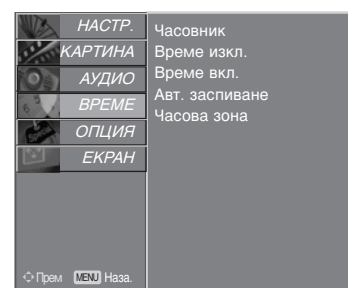 НАСТР.
КАРТИНА
АУДИО
ВРЕМЕ
ОПЦИЯ
ЕКРАН
Часовник
Време изкл.
Време вкл.
Авт. заспиване
Часова зона
Прем MENU Наза.